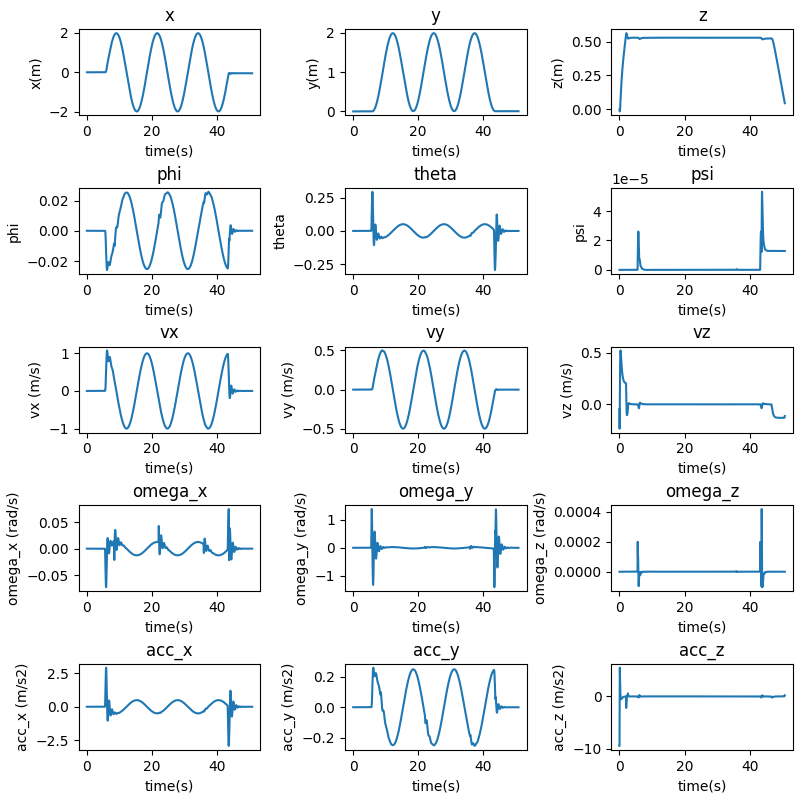 x y z
x(m) 2 0 −2 0 20 40 time(s)
y(m) 2 1 0 0 20 40 time(s)
z(m) 0.50 0.25 0.00 0 20 40 time(s)
phi theta psi
phi 0.02 0.00 −0.02 0 20 40 time(s)
theta 0.25 0.00 −0.25 0 20 40 time(s)
1e−5 psi 4 2 0 0 20 40 time(s)
vx vy vz
vx (m/s) 1 0 −1 0 20 40 time(s)
vy (m/s) 0.5 0.0 −0.5 0 20 40 time(s)
vz (m/s) 0.5 0.0 0 20 40 time(s)
omega_x omega_y omega_z
omega_x (rad/s) 0.05 0.00 −0.05 0 20 40 time(s)
omega_y (rad/s) 1 0 −1 0 20 40 time(s)
omega_z (rad/s) 0.0004 0.0002 0.0000 0 20 40 time(s)
acc_x acc_y acc_z
acc_x (m/s2) 2.5 0.0 −2.5 0 20 40 time(s)
acc_y (m/s2) 0.2 0.0 −0.2 0 20 40 time(s)
acc_z (m/s2) 0 −10 0 20 40 time(s)